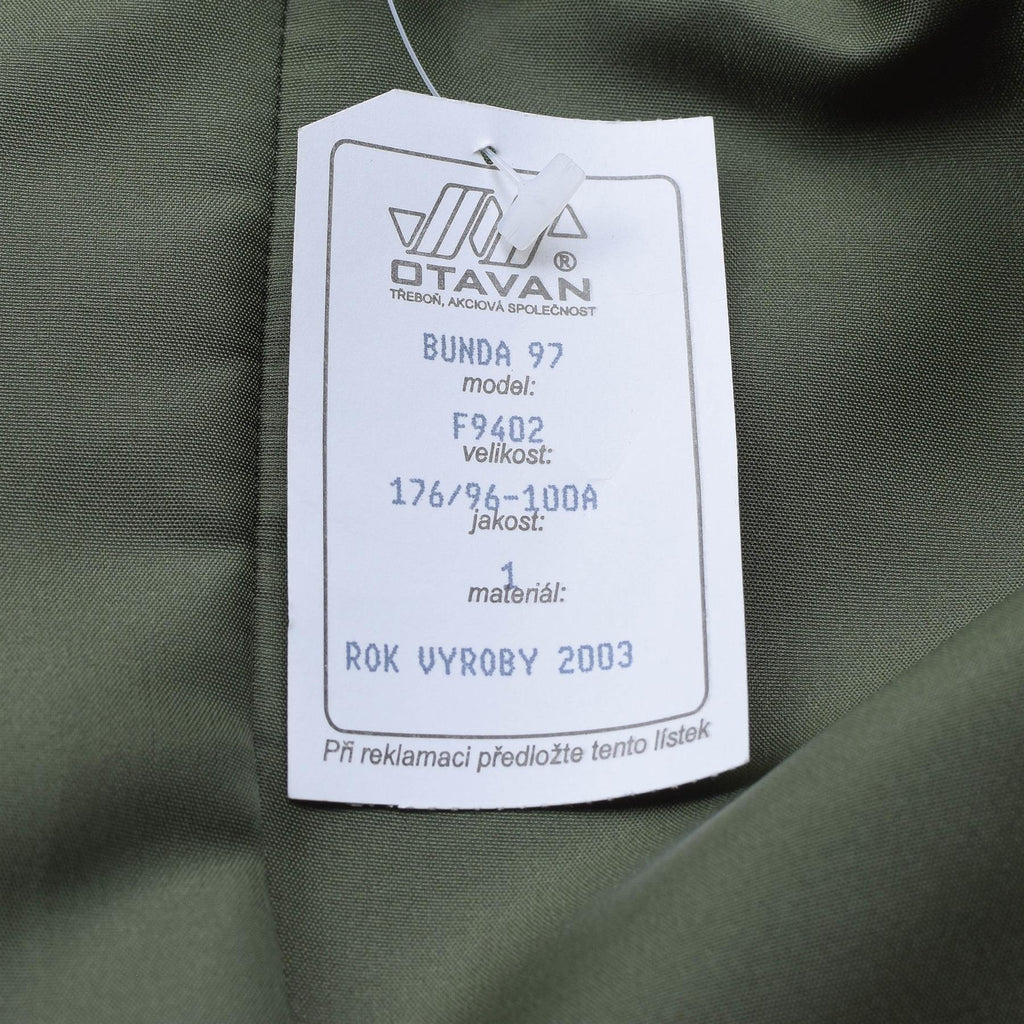 ®
OTAVAN
TŘEBOŇ, AKCIOVÁ SPOLEČNOST
BUNDA 97
model:
F9402
velikost:
176/96-100A
jakost:
1
materiál:
ROK VYROBY 2003
Při reklamaci předložte tento lístek